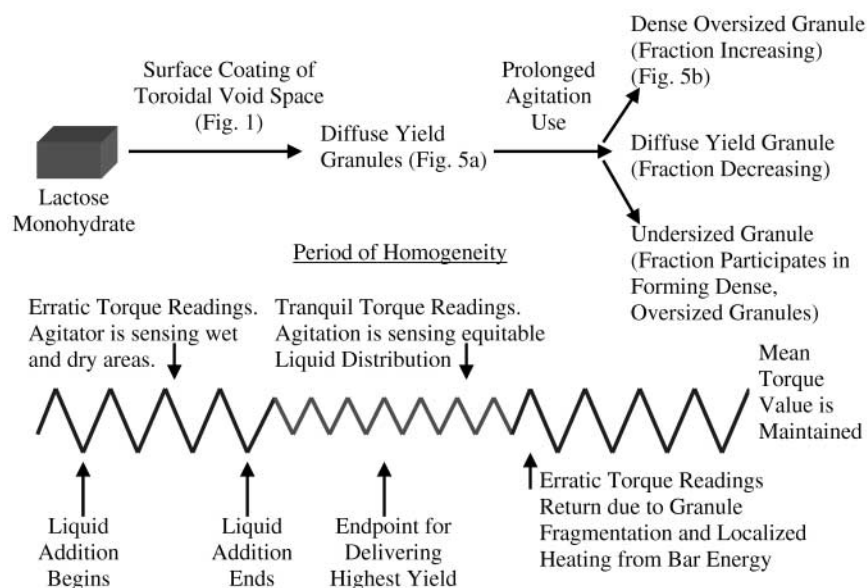 Surface Coating of
Toroidal Void Space
(Fig. 1)
Lactose
Monohydrate
Diffuse Yield
Granules (Fig. 5a)
Prolonged
Agitation
Use
Dense Oversized Granule
(Fraction Increasing)
(Fig. 5b)
Diffuse Yield Granule
(Fraction Decreasing)
Undersized Granule
(Fraction Participates in
Forming Dense,
Oversized Granules)
Period of Homogeneity
Erratic Torque Readings.
Agitator is sensing wet
and dry areas.
Tranquil Torque Readings.
Agitation is sensing equitable
Liquid Distribution
Mean
Torque
Value is
Maintained
Liquid
Addition
Begins
Liquid
Addition
Ends
Endpoint for
Delivering
Highest Yield
Erratic Torque Readings
Return due to Granule
Fragmentation and Localized
Heating from Bar Energy